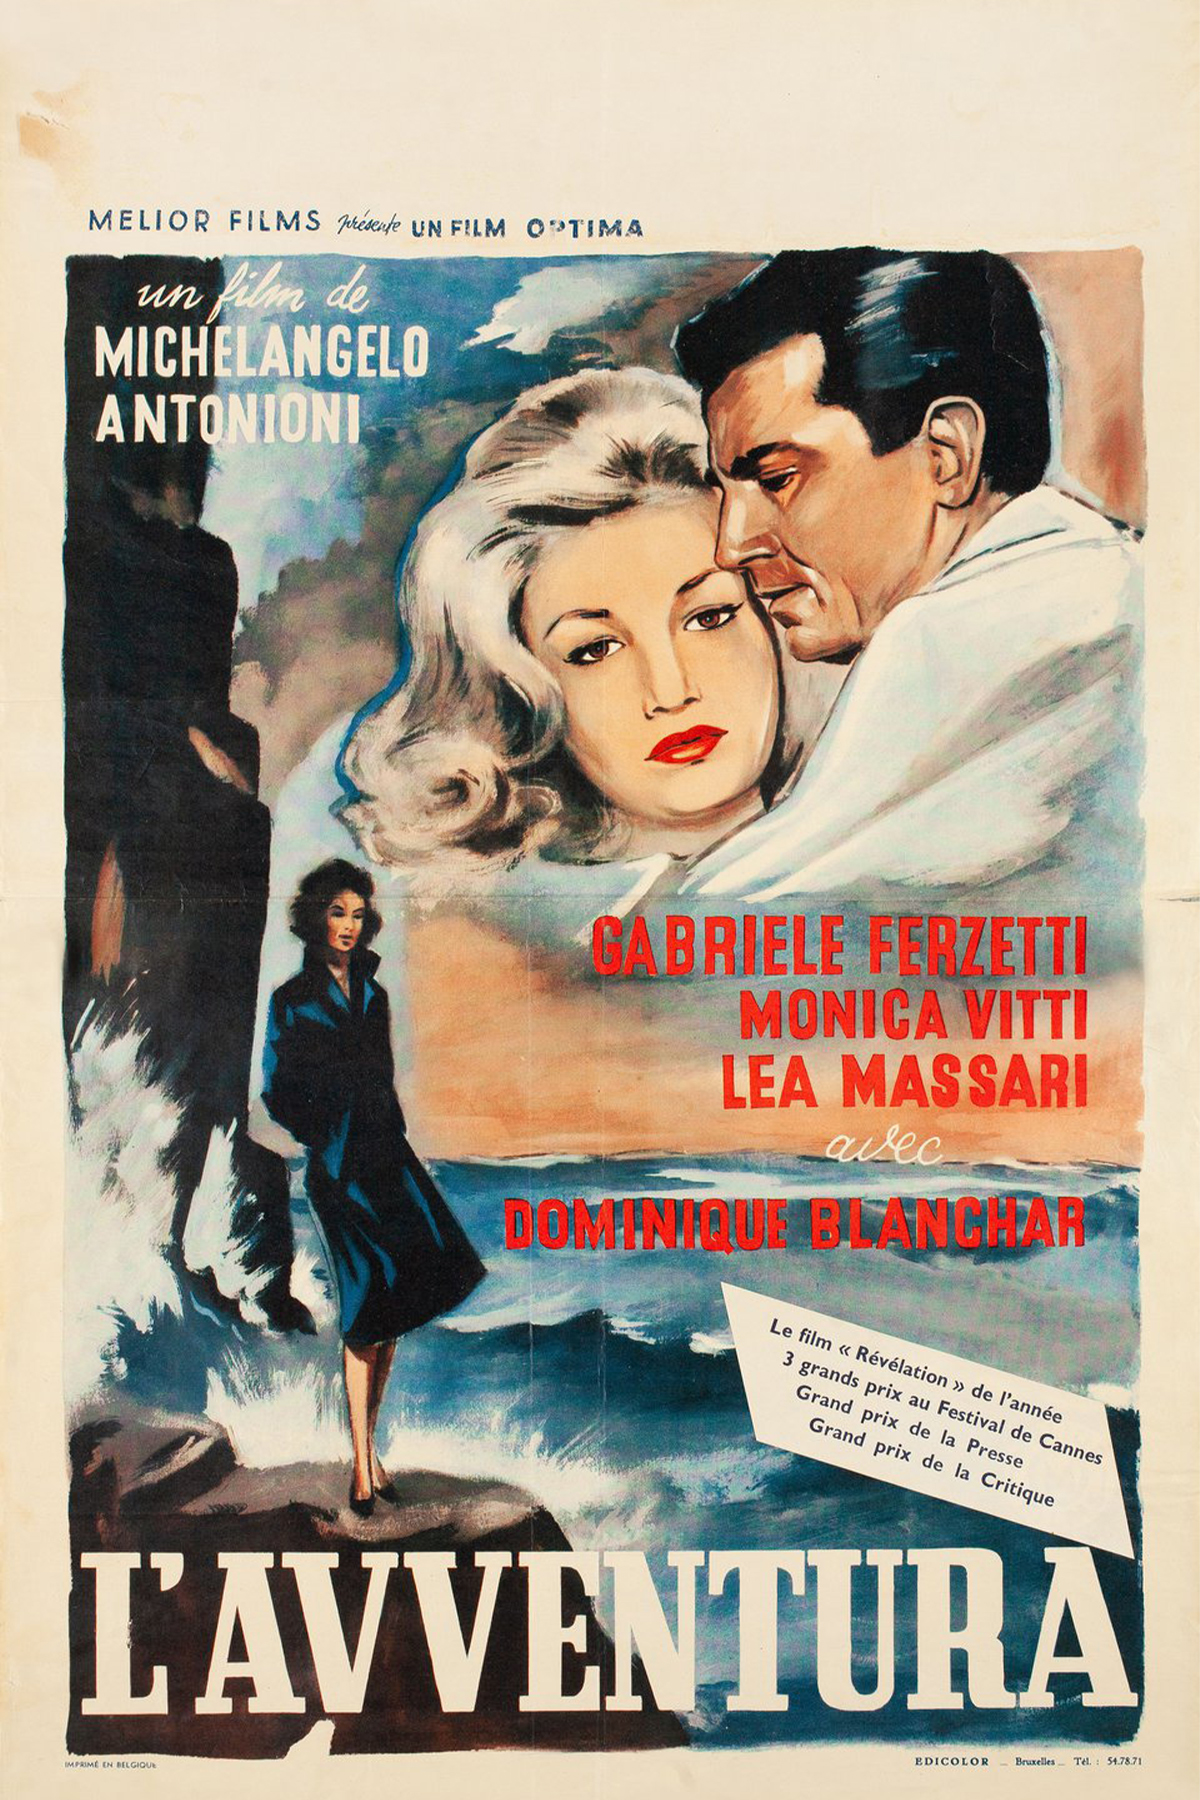 MELIOR FILMS présente UN FILM OPTIMA
un film de
MICHELANGELO
ANTONIONI
GABRIELE FERZETTI
MONICA VITTI
LEA MASSARI
avec
DOMINIQUE BLANCHAR
Le film « Révélation » de l'année
3 grands prix au Festival de Cannes
Grand prix de la Presse
Grand prix de la Critique
L'AVVENTURA
IMPRIMÉ EN BELGIQUE
EDICOLOR _ Bruxelles _ Tél. : 54.78.71